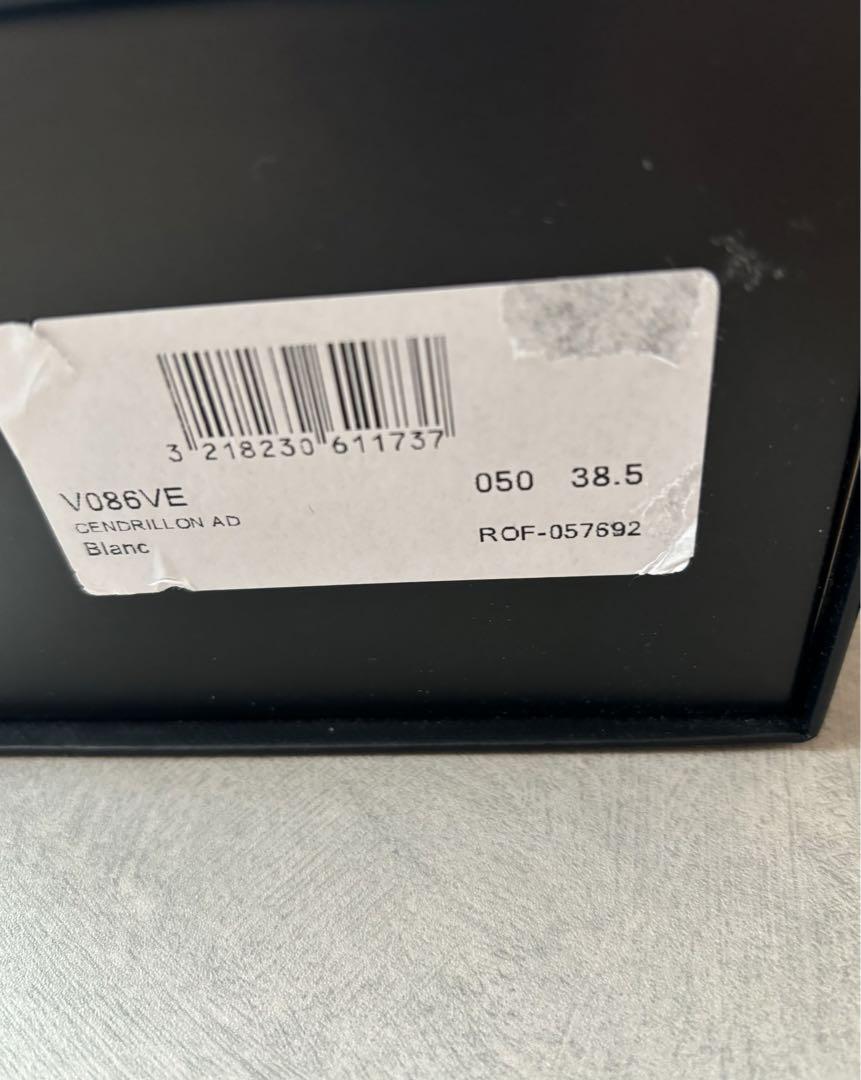 3 218230 611737
V086VE 050 38.5
CENDRILLON AD
Blanc ROF-057692